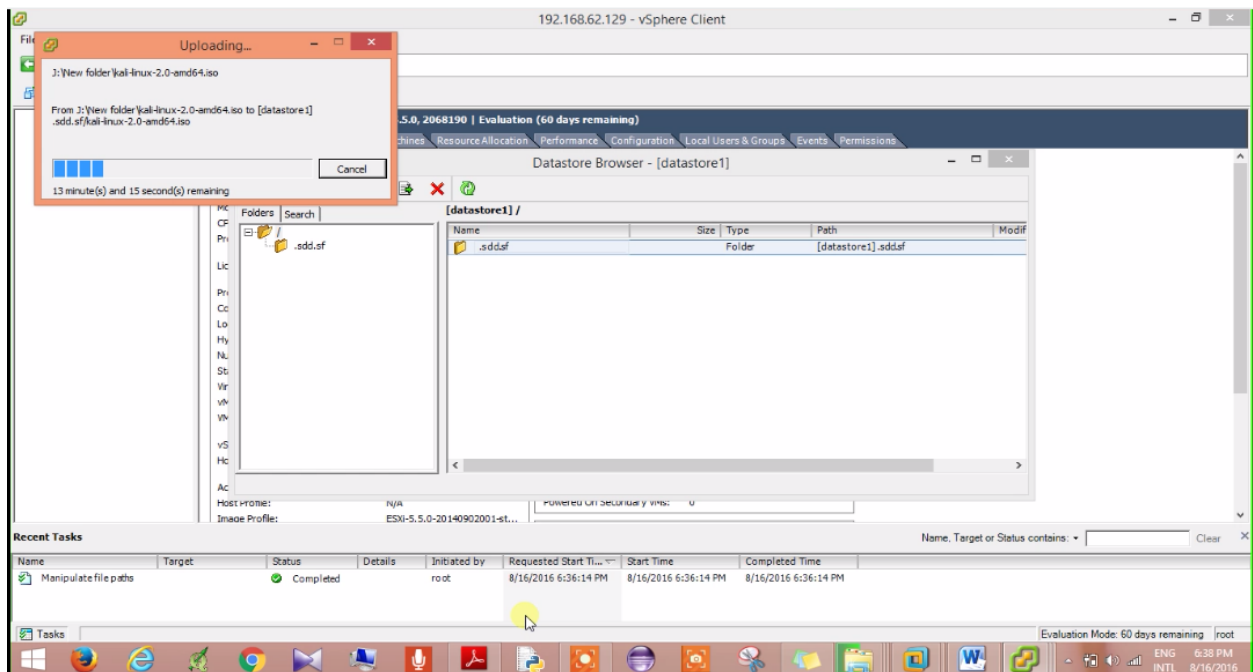 192.168.62.129 - vSphere Client
Uploading...
J:\New folder\kali-linux-2.0-amd64.iso
From J:\New folder\kali-linux-2.0-amd64.iso to [datastore1]
.sdd.sf/kali-linux-2.0-amd64.iso
Cancel
13 minute(s) and 15 second(s) remaining
.5.0, 2068190 | Evaluation (60 days remaining)
Resource Allocation Performance Configuration Local Users & Groups Events Permissions
Datastore Browser - [datastore1]
Folders Search
[datastore1] /
/
.sdd.sf
Name Size Type Path Modif
.sdd.sf Folder [datastore1] .sdd.sf
Host Profile: N/A
Powered On Secondary VMs: 0
Image Profile: ESXi-5.5.0-20140902001-st...
Recent Tasks
Name, Target or Status contains:
Clear
Name Target Status Details Initiated by Requested Start Ti... Start Time Completed Time
Manipulate file paths Completed root 8/16/2016 6:36:14 PM 8/16/2016 6:36:14 PM 8/16/2016 6:36:14 PM
Tasks
Evaluation Mode: 60 days remaining root
ENG 6:38 PM
INTL 8/16/2016